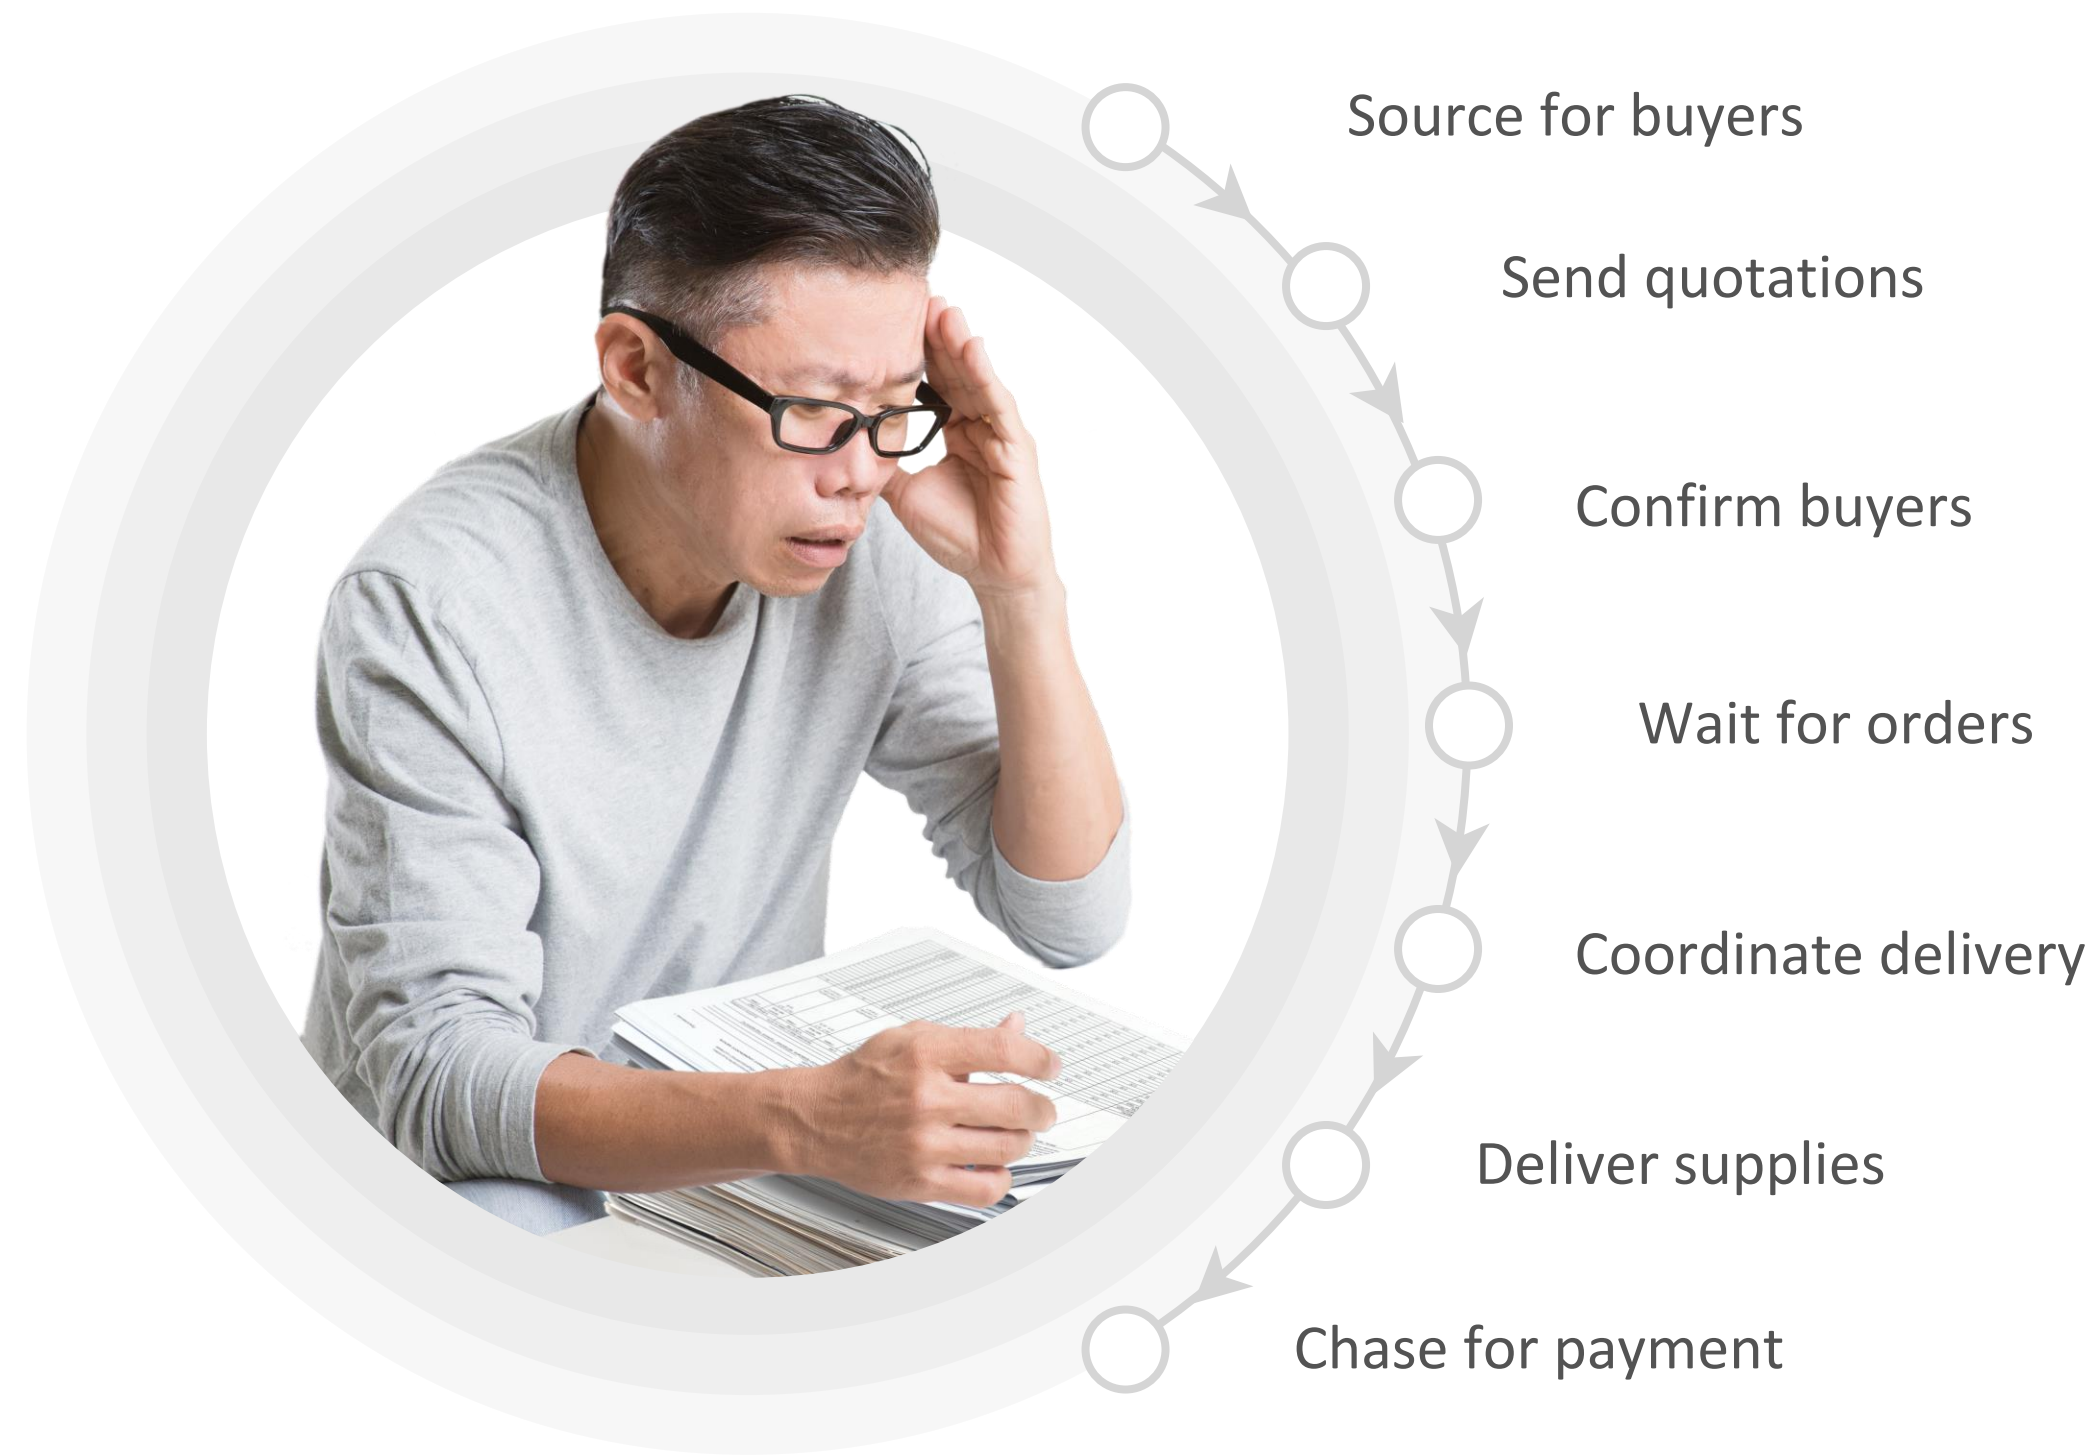 Source for buyers
Send quotations
Confirm buyers
Wait for orders
Coordinate delivery
Deliver supplies
Chase for payment